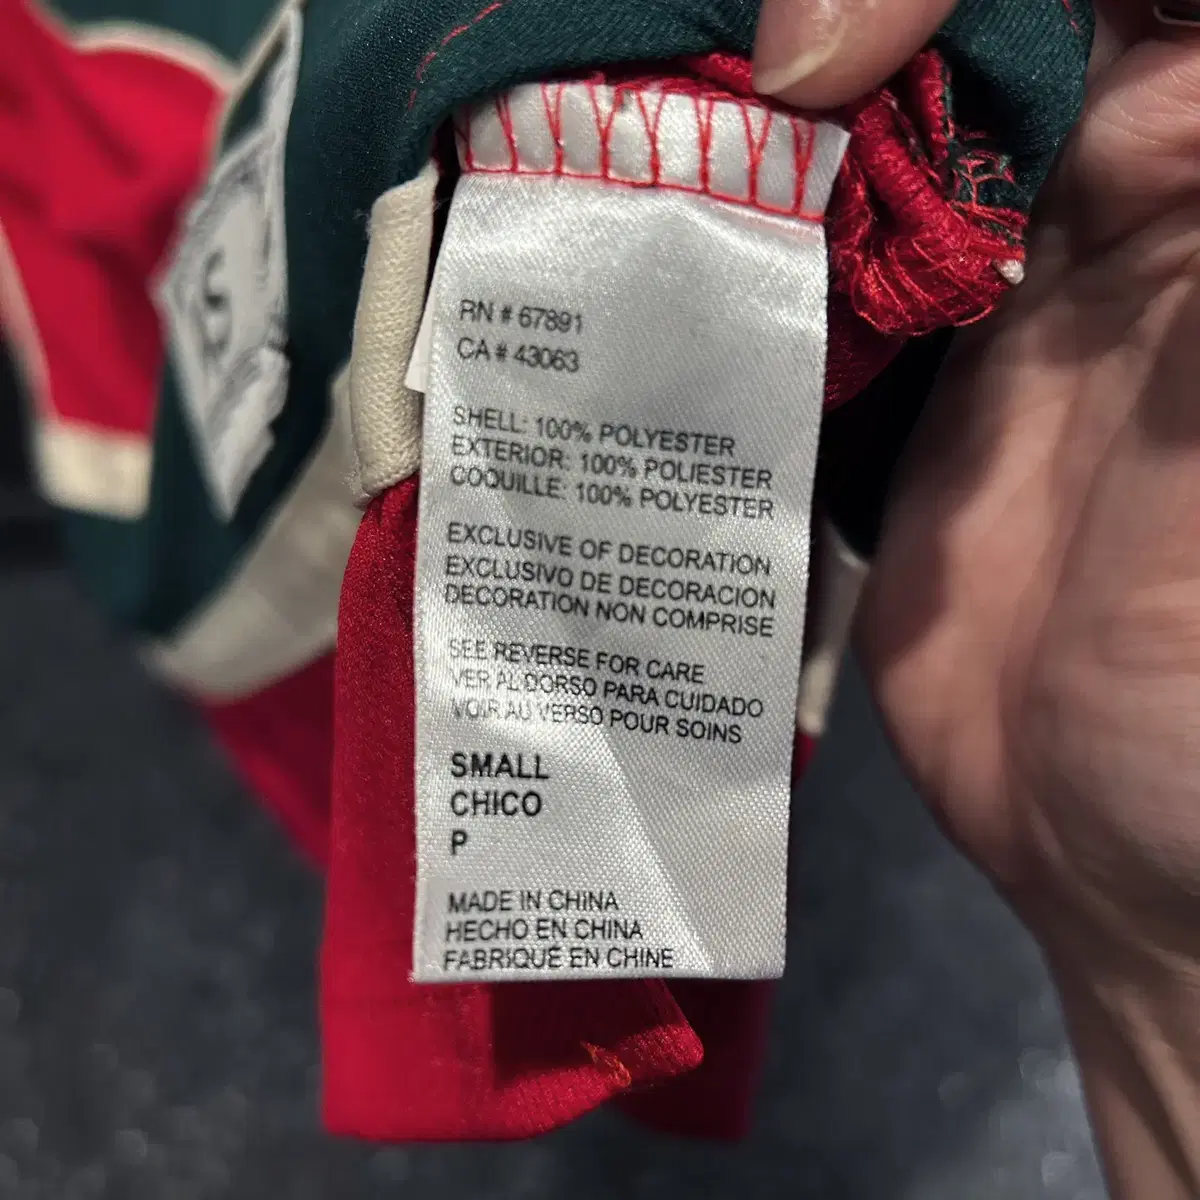 RN # 67891
CA # 43063
SHELL: 100% POLYESTER
EXTERIOR: 100% POLIESTER
COQUILLE: 100% POLYESTER
EXCLUSIVE OF DECORATION
EXCLUSIVO DE DECORACION
DECORATION NON COMPRISE
SEE REVERSE FOR CARE
VER AL DORSO PARA CUIDADO
VOIR AU VERSO POUR SOINS
SMALL
CHICO
P
MADE IN CHINA
HECHO EN CHINA
FABRIQUÉ EN CHINE